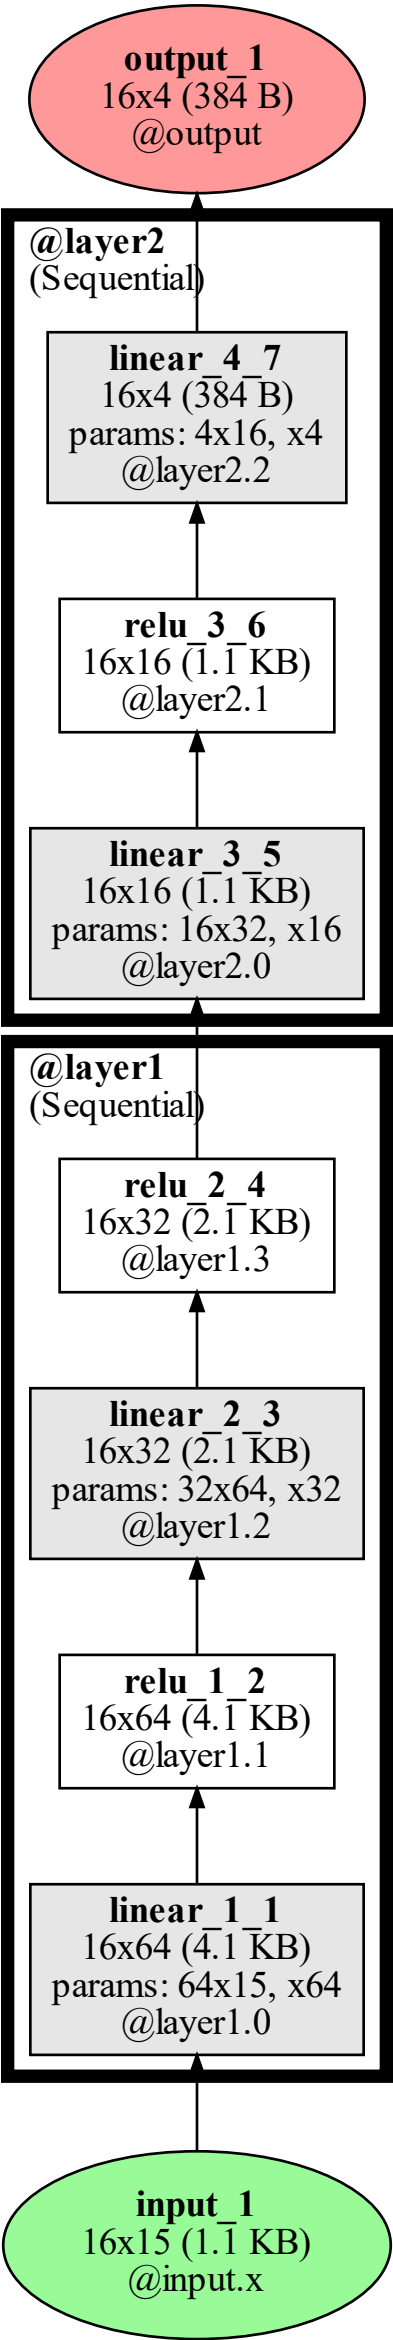 output_1
16x4 (384 B)
@output
@layer2
(Sequential)
linear_4_7
16x4 (384 B)
params: 4x16, x4
@layer2.2
relu_3_6
16x16 (1.1 KB)
@layer2.1
linear_3_5
16x16 (1.1 KB)
params: 16x32, x16
@layer2.0
@layer1
(Sequential)
relu_2_4
16x32 (2.1 KB)
@layer1.3
linear_2_3
16x32 (2.1 KB)
params: 32x64, x32
@layer1.2
relu_1_2
16x64 (4.1 KB)
@layer1.1
linear_1_1
16x64 (4.1 KB)
params: 64x15, x64
@layer1.0
input_1
16x15 (1.1 KB)
@input.x